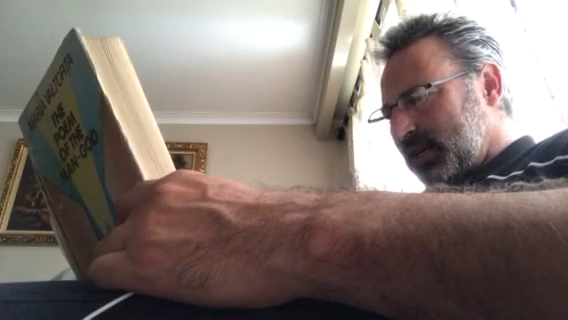 MARIA VALTORTA
THE
POEM
OF THE
MAN-GOD